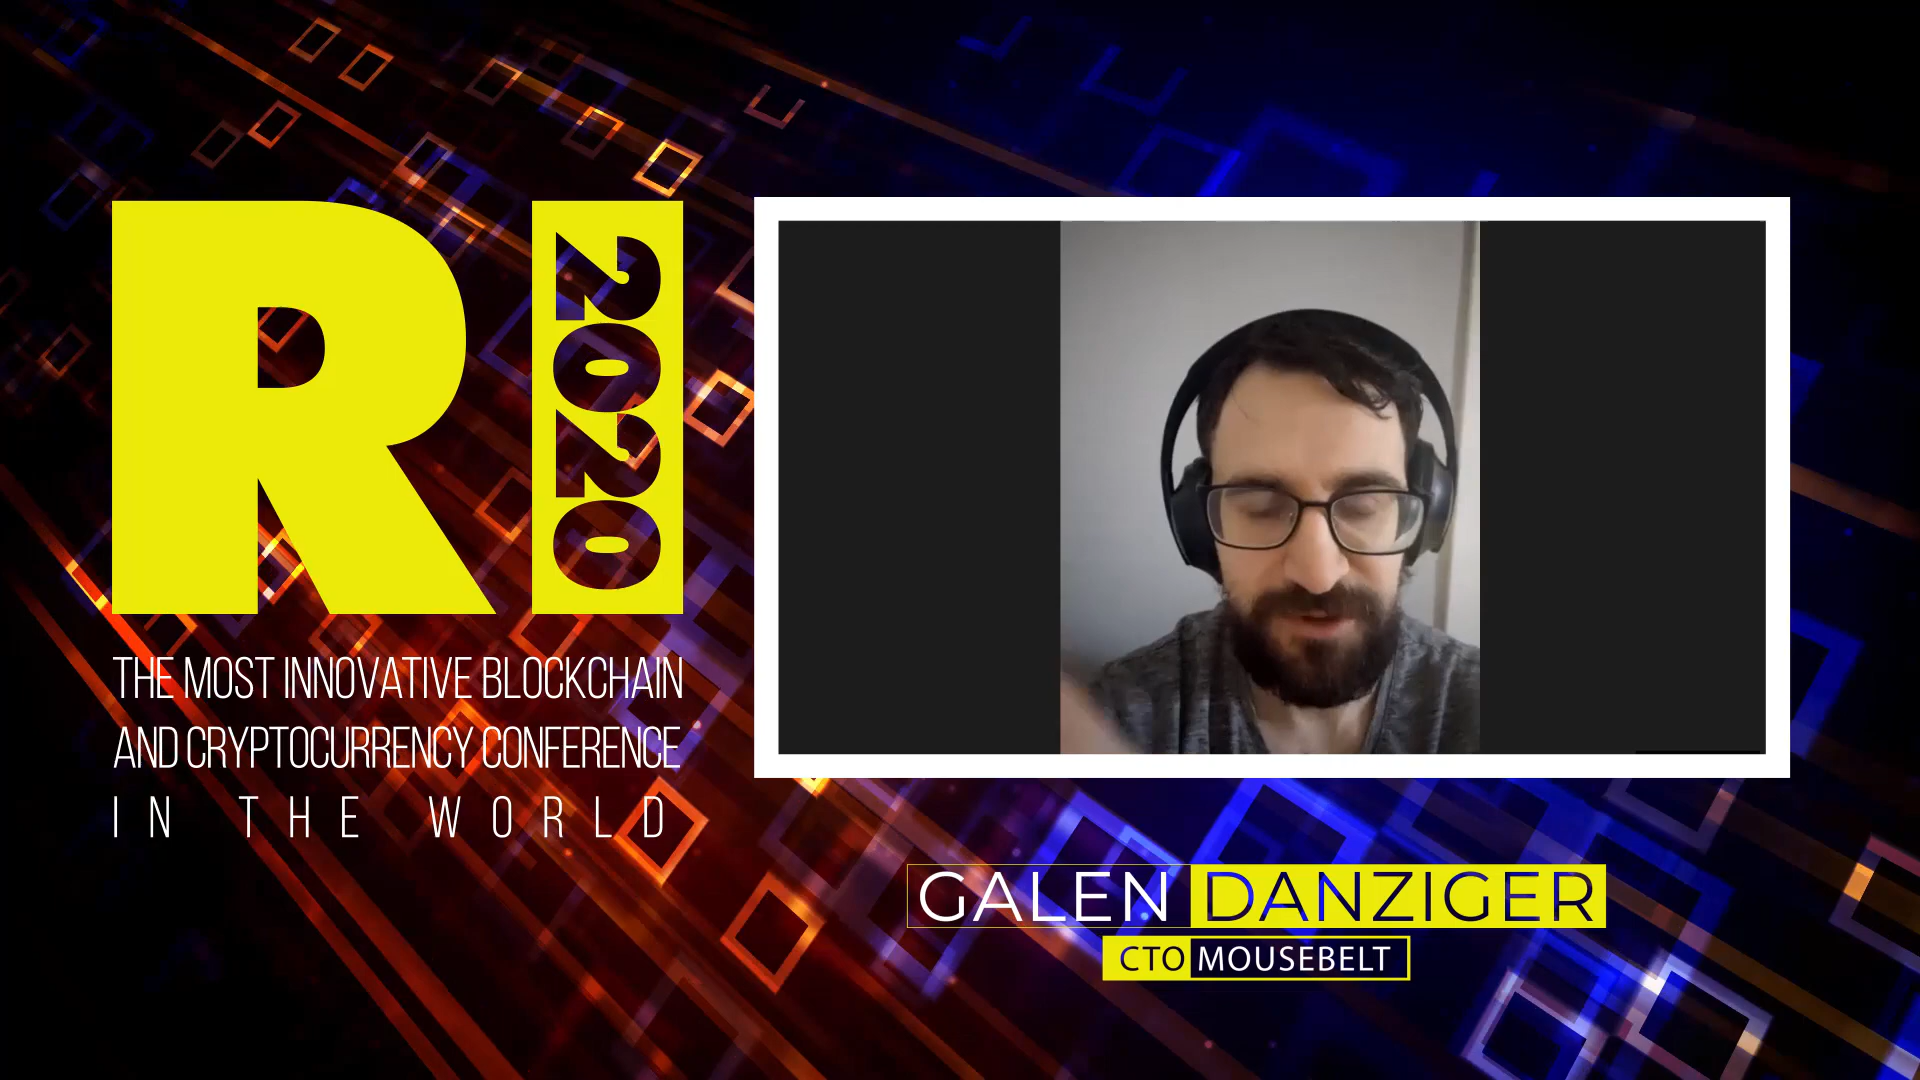 R 2020
THE MOST INNOVATIVE BLOCKCHAIN
AND CRYPTOCURRENCY CONFERENCE
IN THE WORLD
GALEN DANZIGER
CTO MOUSEBELT